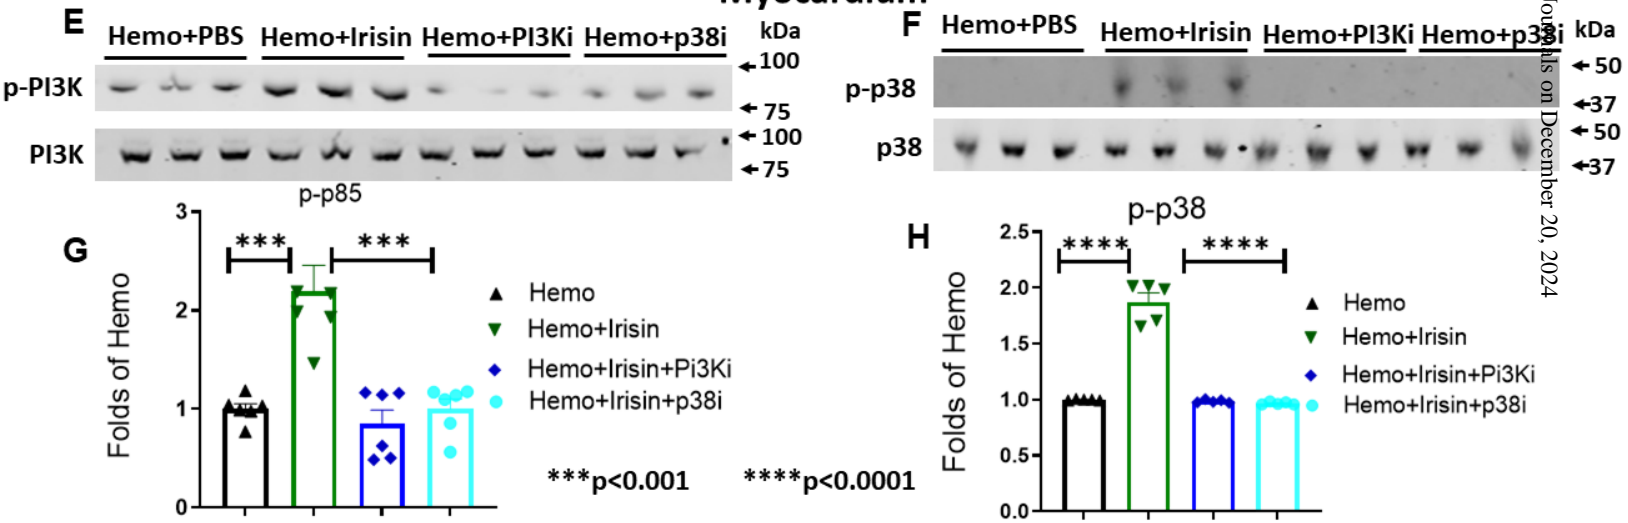 Myocardium
E
Hemo+PBS Hemo+Irisin Hemo+PI3Ki Hemo+p38i kDa
p-PI3K
100
75
PI3K
100
75
F
Hemo+PBS Hemo+Irisin Hemo+PI3Ki Hemo+p38i kDa
p-p38
50
37
p38
50
37
on December 20, 2024
G
p-p85
Folds of Hemo
3
2
1
0
*** ***
Hemo
Hemo+Irisin
Hemo+Irisin+Pi3Ki
Hemo+Irisin+p38i
***p<0.001 ****p<0.0001
H
p-p38
Folds of Hemo
2.5
2.0
1.5
1.0
0.5
0.0
**** ****
Hemo
Hemo+Irisin
Hemo+Irisin+Pi3Ki
Hemo+Irisin+p38i